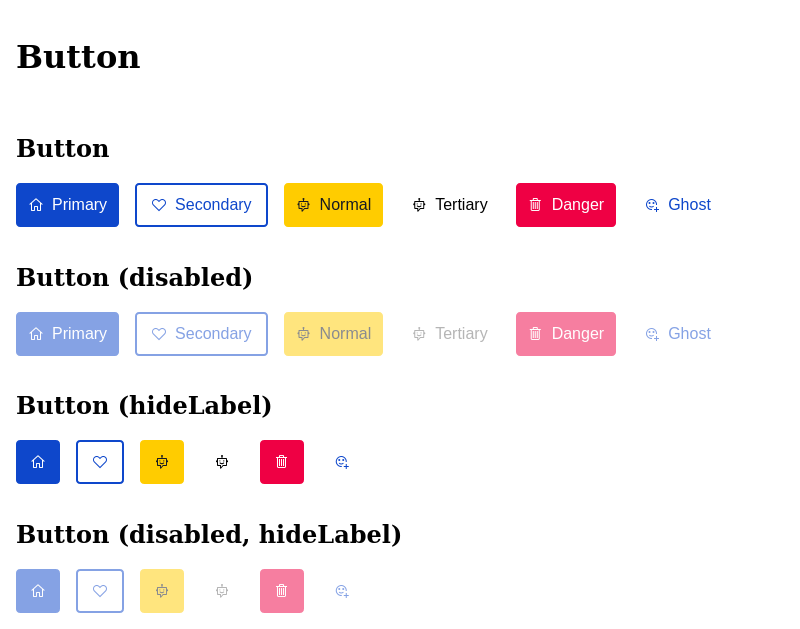 Button
Button
Primary Secondary Normal Tertiary Danger Ghost
Button (disabled)
Primary Secondary Normal Tertiary Danger Ghost
Button (hideLabel)
Button (disabled, hideLabel)